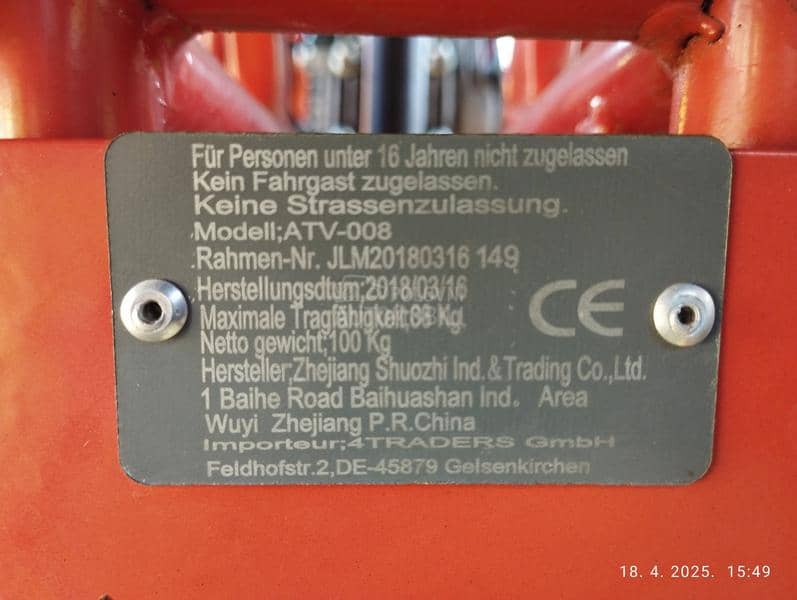 Für Personen unter 16 Jahren nicht zugelassen
Kein Fahrgast zugelassen.
Keine Strassenzulassung.
Modell;ATV-008
Rahmen-Nr. JLM20180316 149
Herstellungsdtum;2018/03/16
Maximale Tragfähigkeit; Kg
Netto gewicht;100 Kg
CE
Hersteller;Zhejiang Shuozhi Ind.&Trading Co.,Ltd.
1 Baihe Road Baihuashan Ind. Area
Wuyi Zhejiang P.R.China
Importeur;4TRADERS GmbH
Feldhofstr.2,DE-45879 Gelsenkirchen
18. 4. 2025. 15:49